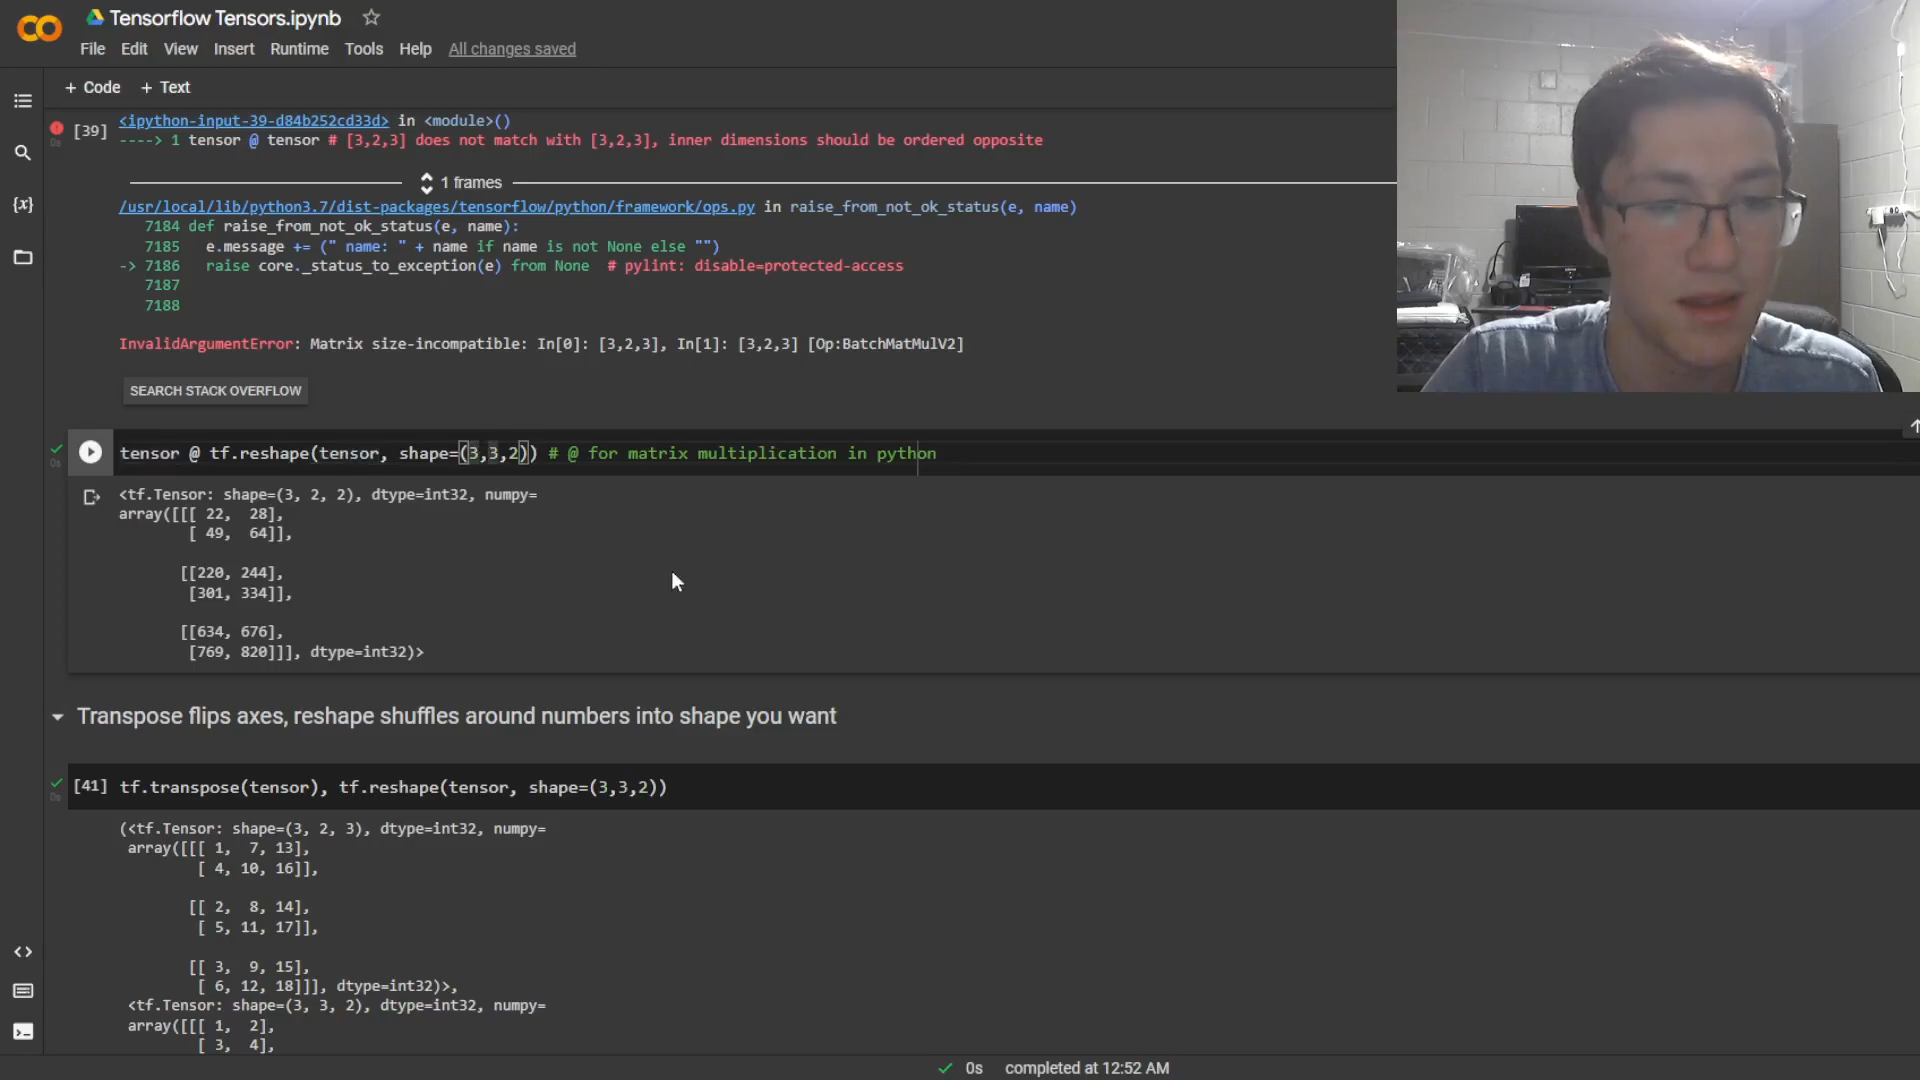 Tensorflow Tensors.ipynb
File Edit View Insert Runtime Tools Help All changes saved
+ Code + Text
[39]
<ipython-input-39-d84b252cd33d> in <module>()
----> 1 tensor @ tensor # [3,2,3] does not match with [3,2,3], inner dimensions should be ordered opposite
1 frames
/usr/local/lib/python3.7/dist-packages/tensorflow/python/framework/ops.py in raise_from_not_ok_status(e, name)
7184 def raise_from_not_ok_status(e, name):
7185 e.message += (" name: " + name if name is not None else "")
-> 7186 raise core._status_to_exception(e) from None # pylint: disable=protected-access
7187
7188
InvalidArgumentError: Matrix size-incompatible: In[0]: [3,2,3], In[1]: [3,2,3] [Op:BatchMatMulV2]
SEARCH STACK OVERFLOW
0s
tensor @ tf.reshape(tensor, shape=(3,3,2)) # @ for matrix multiplication in python
<tf.Tensor: shape=(3, 2, 2), dtype=int32, numpy=
array([[[ 22, 28],
[ 49, 64]],
[[220, 244],
[301, 334]],
[[634, 676],
[769, 820]]], dtype=int32)>
Transpose flips axes, reshape shuffles around numbers into shape you want
0s
[41] tf.transpose(tensor), tf.reshape(tensor, shape=(3,3,2))
(<tf.Tensor: shape=(3, 2, 3), dtype=int32, numpy=
array([[[ 1, 7, 13],
[ 4, 10, 16]],
[[ 2, 8, 14],
[ 5, 11, 17]],
[[ 3, 9, 15],
[ 6, 12, 18]]], dtype=int32)>,
<tf.Tensor: shape=(3, 3, 2), dtype=int32, numpy=
array([[[ 1, 2],
[ 3, 4],
0s completed at 12:52 AM